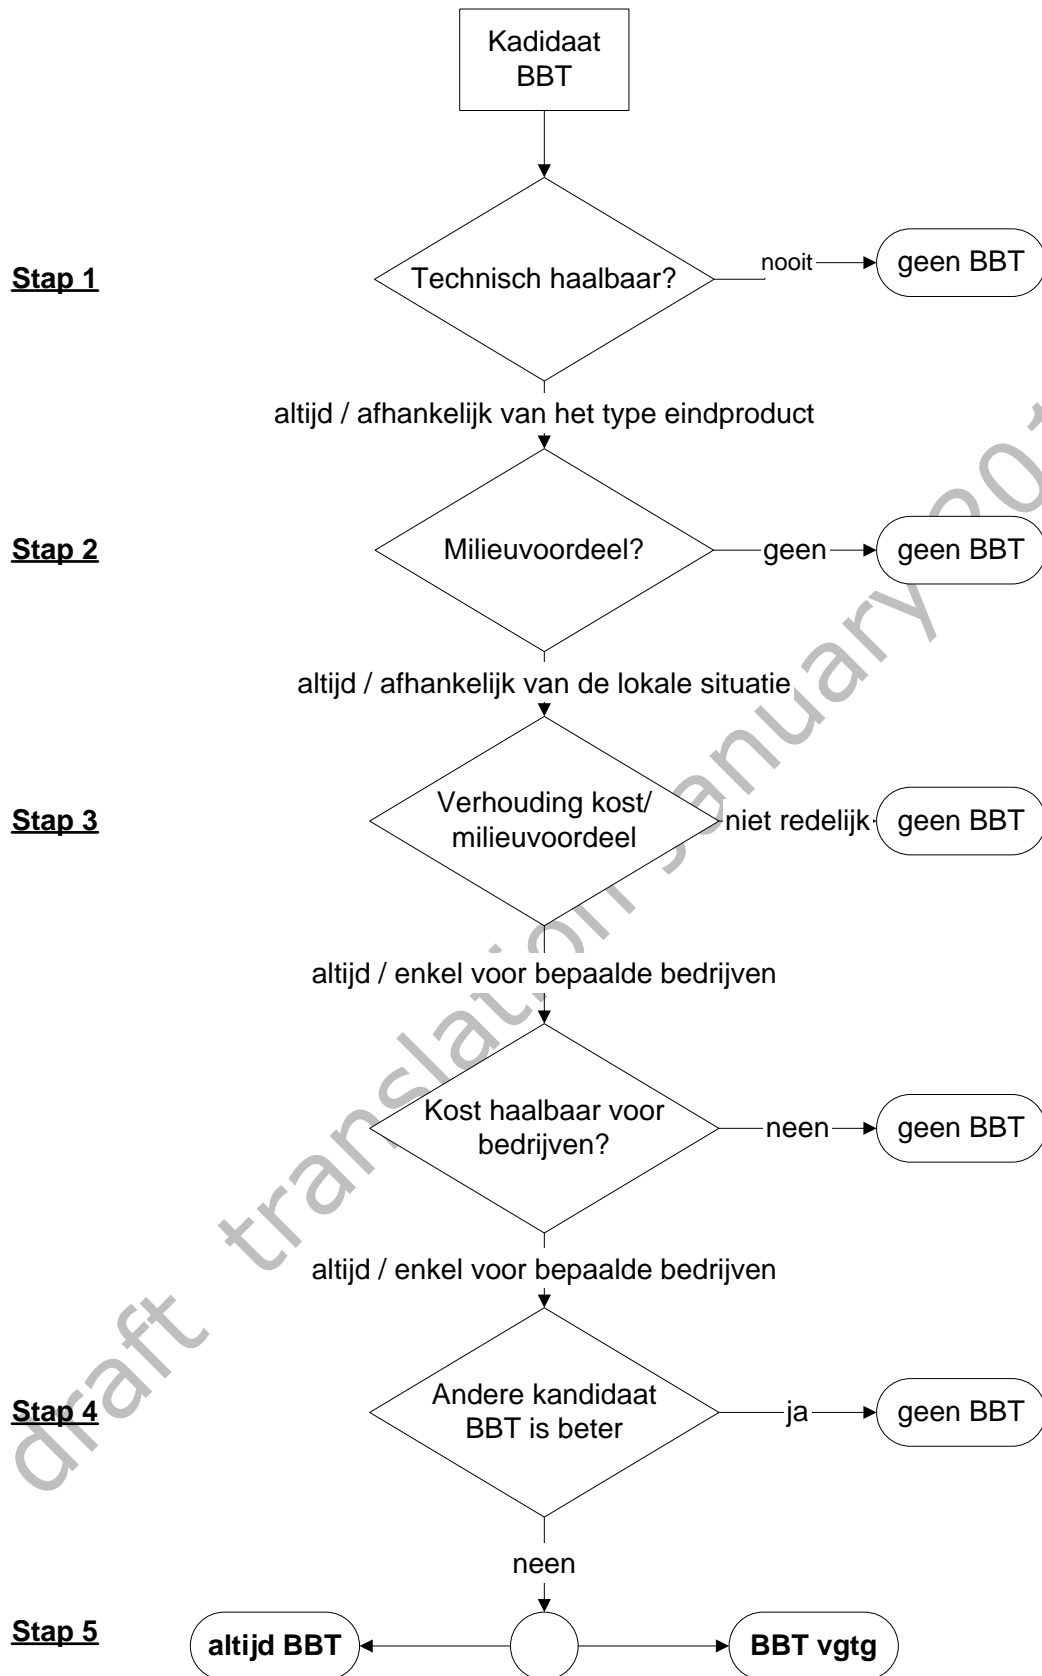 Kadidaat
BBT
Stap 1
Technisch haalbaar?
nooit
geen BBT
altijd / afhankelijk van het type eindproduct
Stap 2
Milieuvoordeel?
geen
geen BBT
altijd / afhankelijk van de lokale situatie
Stap 3
Verhouding kost/
milieuvoordeel
niet redelijk
geen BBT
altijd / enkel voor bepaalde bedrijven
Kost haalbaar voor
bedrijven?
neen
geen BBT
altijd / enkel voor bepaalde bedrijven
Stap 4
Andere kandidaat
BBT is beter
ja
geen BBT
neen
Stap 5
altijd BBT
BBT vgtg
draft translation January